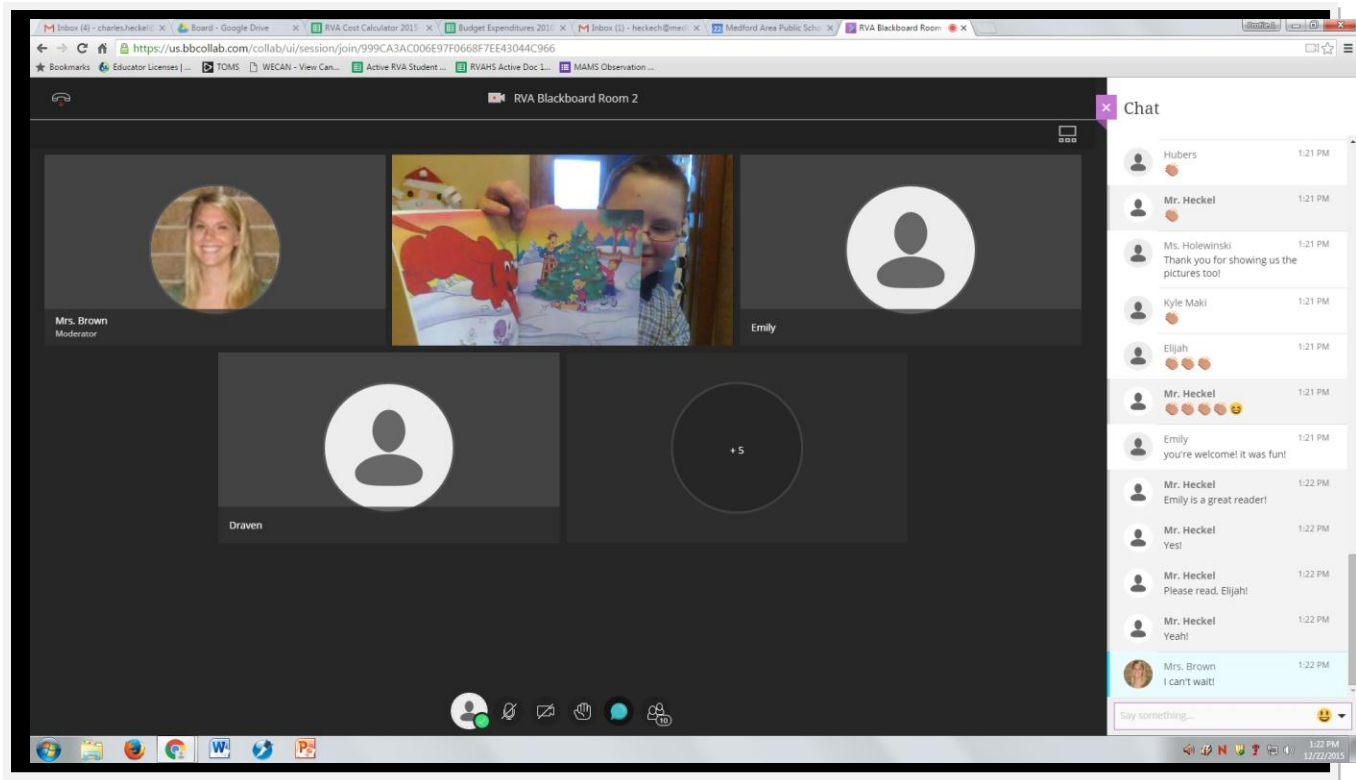 Inbox (4) - charles.heckel
Board - Google Drive
RVA Cost Calculator 2015-
Budget Expenditures 201
Inbox (1) - heckech@med
Medford Area Public Scho
RVA Blackboard Room
https://us.bbcollab.com/collab/ui/session/join/999CA3AC006E97F0668F7EE43044C966
Bookmarks
Educator Licenses | ...
TOMS
WECAN - View Can...
Active RVA Student ...
RVAHS Active Doc 1...
MAMS Observation ...
RVA Blackboard Room 2
Mrs. Brown
Moderator
Emily
Draven
+ 5
10
Chat
Hubers 1:21 PM
👏
Mr. Heckel 1:21 PM
👏
Ms. Holewinski 1:21 PM
Thank you for showing us the
pictures too!
Kyle Maki 1:21 PM
👏
Elijah 1:21 PM
👏👏👏
Mr. Heckel 1:21 PM
👏👏👏👏😄
Emily 1:21 PM
you're welcome! it was fun!
Mr. Heckel 1:22 PM
Emily is a great reader!
Mr. Heckel 1:22 PM
Yes!
Mr. Heckel 1:22 PM
Please read, Elijah!
Mr. Heckel 1:22 PM
Yeah!
Mrs. Brown 1:22 PM
I can't wait!
Say something...
1:22 PM
12/22/2015